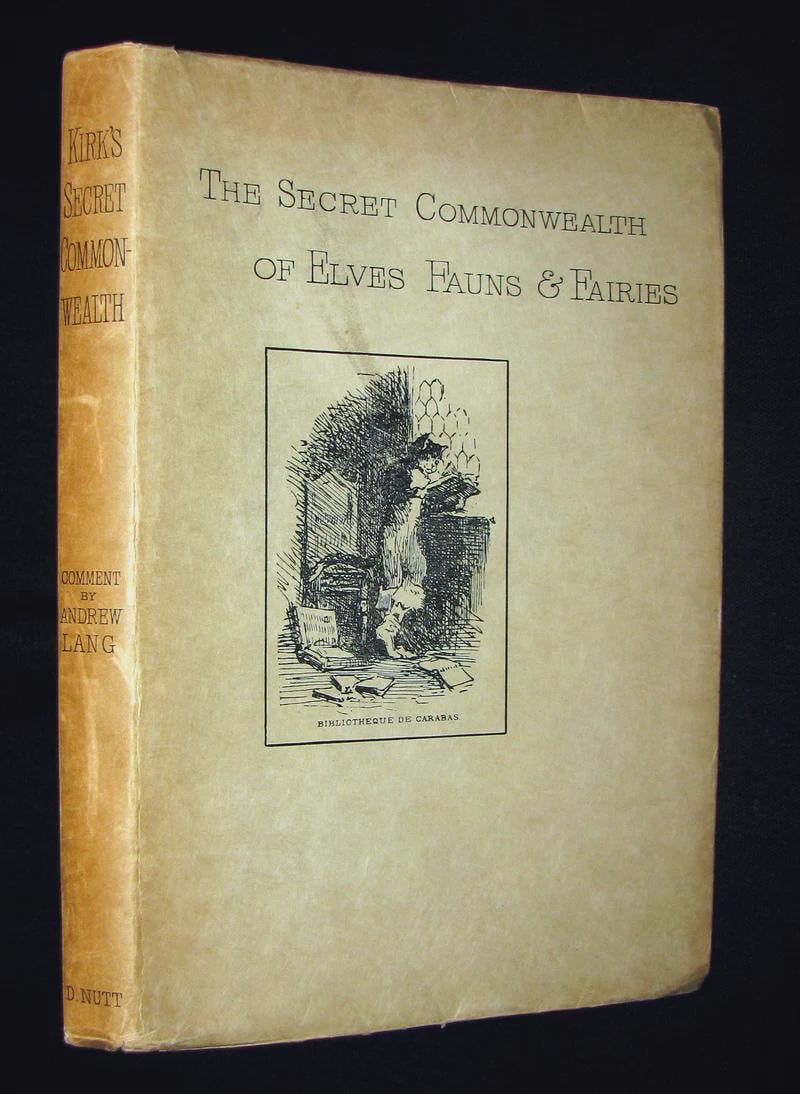 KIRK'S
SECRET
COMMON-
WEALTH
COMMENT
BY
ANDREW
LANG
D. NUTT
THE SECRET COMMONWEALTH
OF ELVES FAUNS & FAIRIES
BIBLIOTHEQUE DE CARABAS.